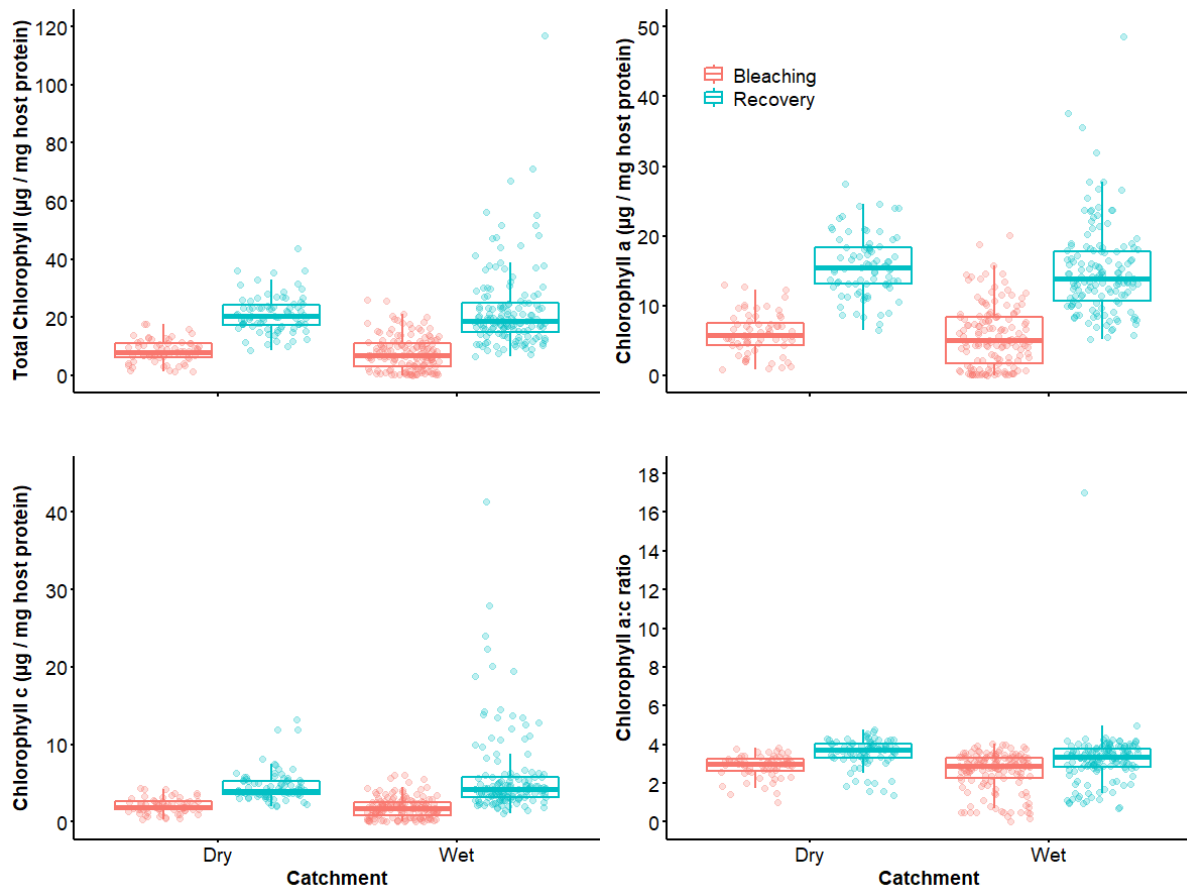 Total Chlorophyll (µg / mg host protein)
120
100
80
60
40
20
0
Chlorophyll a (µg / mg host protein)
50
40
30
20
10
0
Bleaching
Recovery
Chlorophyll c (µg / mg host protein)
40
30
20
10
0
Dry
Wet
Catchment
Chlorophyll a:c ratio
18
16
14
12
10
8
6
4
2
0
Dry
Wet
Catchment